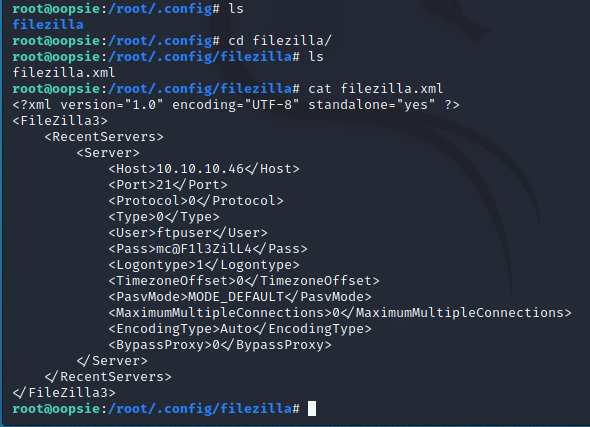 root@oopsie:/root/.config# ls
filezilla
root@oopsie:/root/.config# cd filezilla/
root@oopsie:/root/.config/filezilla# ls
filezilla.xml
root@oopsie:/root/.config/filezilla# cat filezilla.xml
<?xml version="1.0" encoding="UTF-8" standalone="yes" ?>
<FileZilla3>
    <RecentServers>
        <Server>
            <Host>10.10.10.46</Host>
            <Port>21</Port>
            <Protocol>0</Protocol>
            <Type>0</Type>
            <User>ftpuser</User>
            <Pass>mc@F1l3ZilL4</Pass>
            <Logontype>1</Logontype>
            <TimezoneOffset>0</TimezoneOffset>
            <PasvMode>MODE_DEFAULT</PasvMode>
            <MaximumMultipleConnections>0</MaximumMultipleConnections>
            <EncodingType>Auto</EncodingType>
            <BypassProxy>0</BypassProxy>
        </Server>
    </RecentServers>
</FileZilla3>
root@oopsie:/root/.config/filezilla#